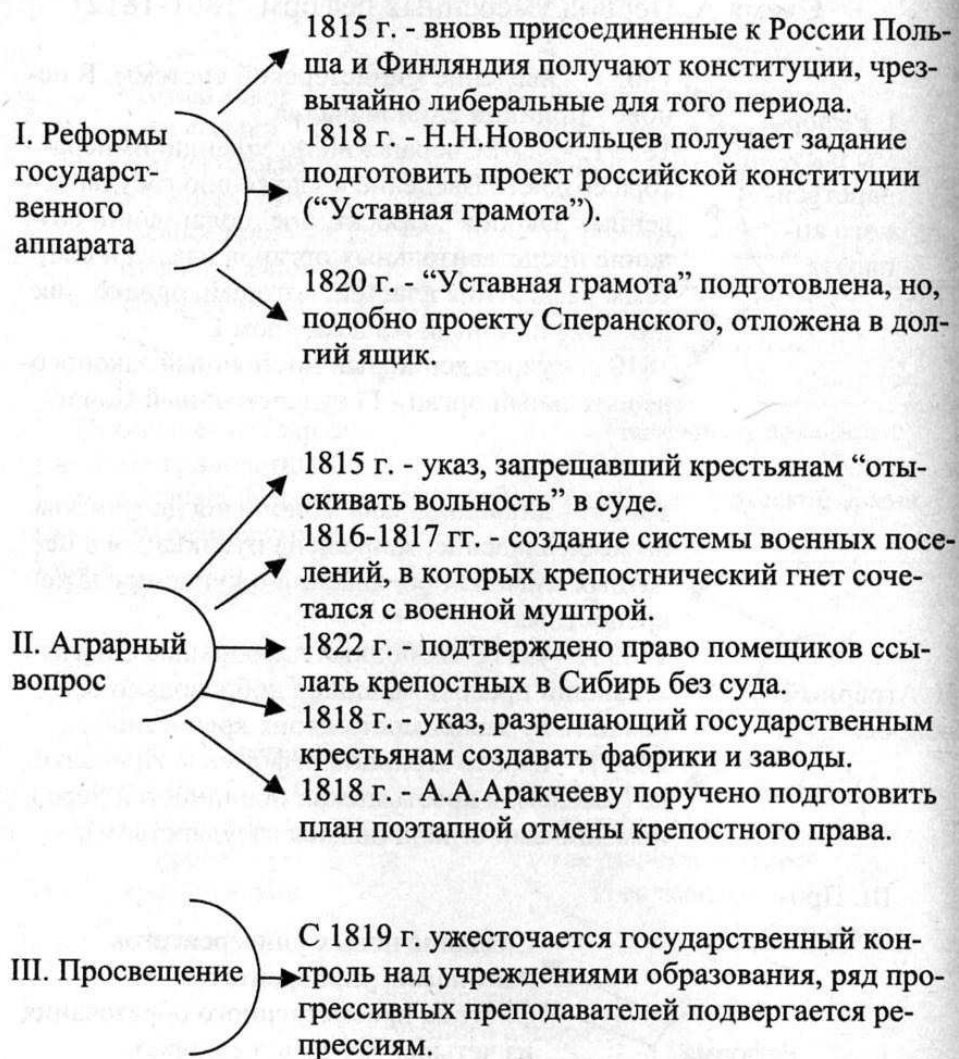 1815 г. - вновь присоединенные к России Поль-
ша и Финляндия получают конституции, чрез-
вычайно либеральные для того периода.
I. Реформы
государст-
венного
аппарата
1818 г. - Н.Н.Новосильцев получает задание
подготовить проект российской конституции
(“Уставная грамота”).
1820 г. - “Уставная грамота” подготовлена, но,
подобно проекту Сперанского, отложена в дол-
гий ящик.
1815 г. - указ, запрещавший крестьянам “оты-
скивать вольность” в суде.
1816-1817 гг. - создание системы военных посе-
лений, в которых крепостнический гнет соче-
тался с военной муштрой.
II. Аграрный
вопрос
1822 г. - подтверждено право помещиков ссы-
лать крепостных в Сибирь без суда.
1818 г. - указ, разрешающий государственным
крестьянам создавать фабрики и заводы.
1818 г. - А.А.Аракчееву поручено подготовить
план поэтапной отмены крепостного права.
III. Просвещение
С 1819 г. ужесточается государственный кон-
троль над учреждениями образования, ряд про-
грессивных преподавателей подвергается ре-
прессиям.